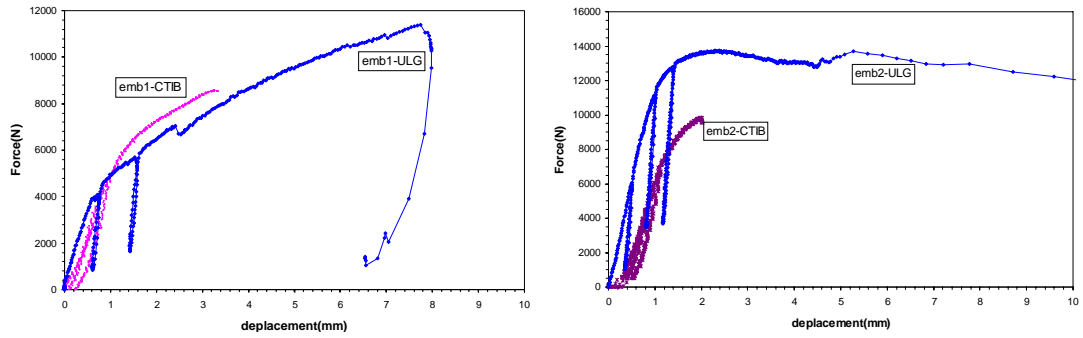 12000
10000
8000
6000
4000
2000
0
Force(N)
emb1-CTIB
emb1-ULG
0 1 2 3 4 5 6 7 8 9 10
deplacement(mm)
16000
14000
12000
10000
8000
6000
4000
2000
0
Force(N)
emb2-ULG
emb2-CTIB
0 1 2 3 4 5 6 7 8 9 10
deplacement(mm)